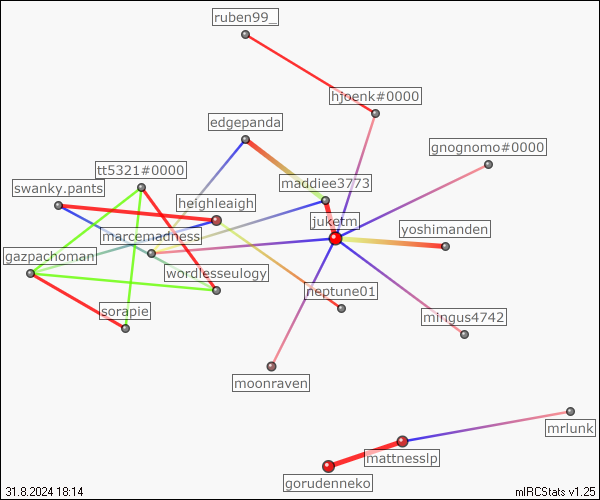 ruben99_
hjoenk#0000
edgepanda
gnognomo#0000
tt5321#0000
maddiee3773
swanky.pants
heighleaigh
juketm
yoshimanden
marcemadness
gazpachoman
wordlesseulogy
neptune01
sorapie
mingus4742
moonraven
mrlunk
mattnesslp
gorudenneko
31.8.2024 18:14
mIRCStats v1.25